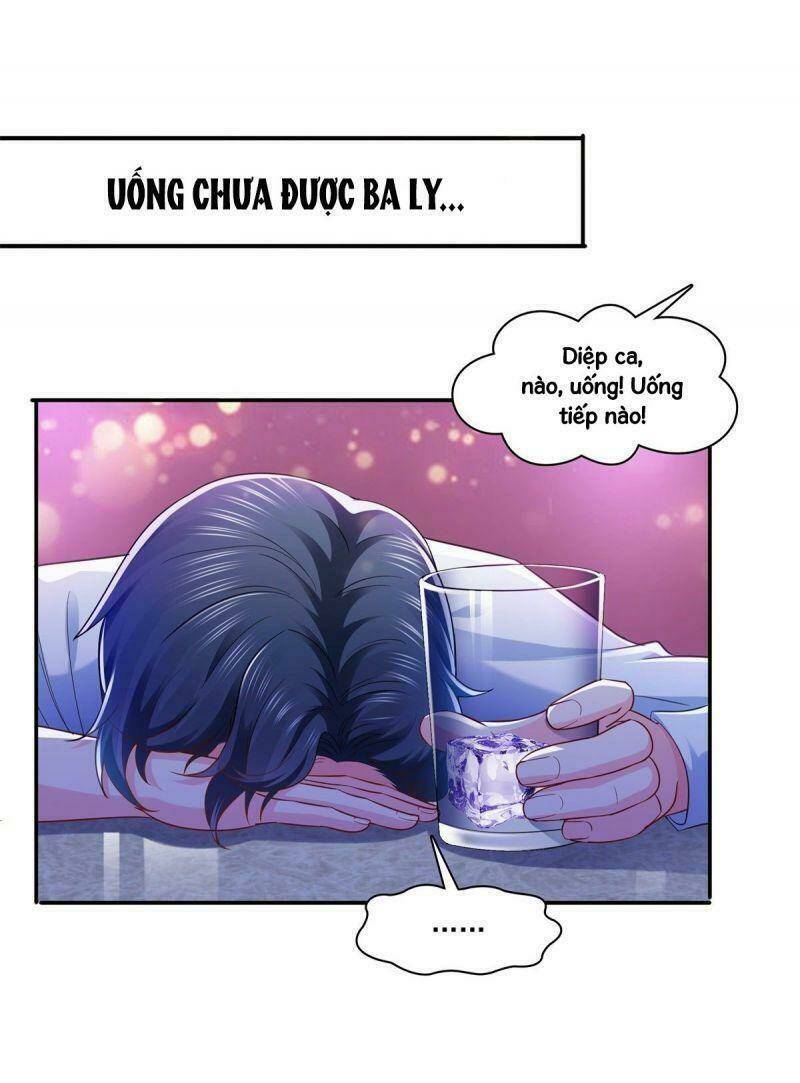 UỐNG CHƯA ĐƯỢC BA LY...
Diệp ca,
nào, uống! Uống
tiếp nào!
......